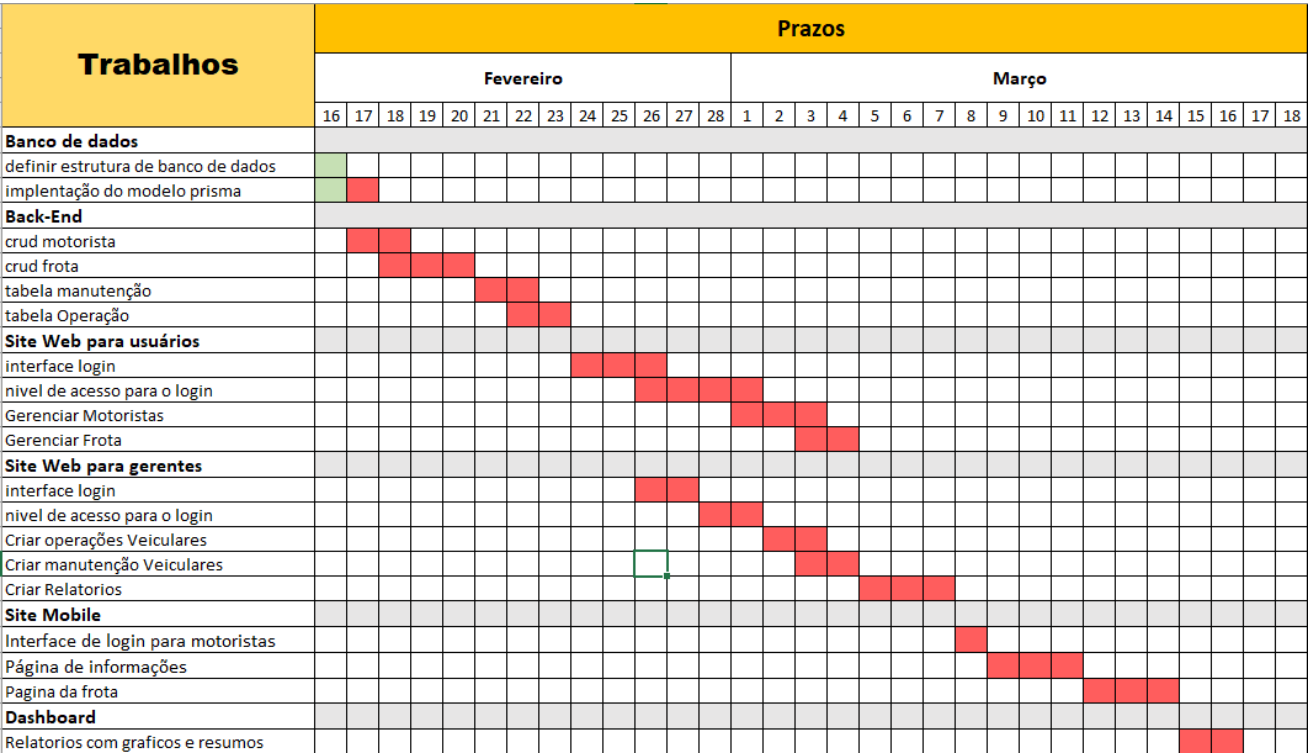 Trabalhos
Prazos
Fevereiro Março
16 17 18 19 20 21 22 23 24 25 26 27 28 1 2 3 4 5 6 7 8 9 10 11 12 13 14 15 16 17 18
Banco de dados
definir estrutura de banco de dados
implentação do modelo prisma
Back-End
crud motorista
crud frota
tabela manutenção
tabela Operação
Site Web para usuários
interface login
nivel de acesso para o login
Gerenciar Motoristas
Gerenciar Frota
Site Web para gerentes
interface login
nivel de acesso para o login
Criar operações Veiculares
Criar manutenção Veiculares
Criar Relatorios
Site Mobile
Interface de login para motoristas
Página de informações
Pagina da frota
Dashboard
Relatorios com graficos e resumos